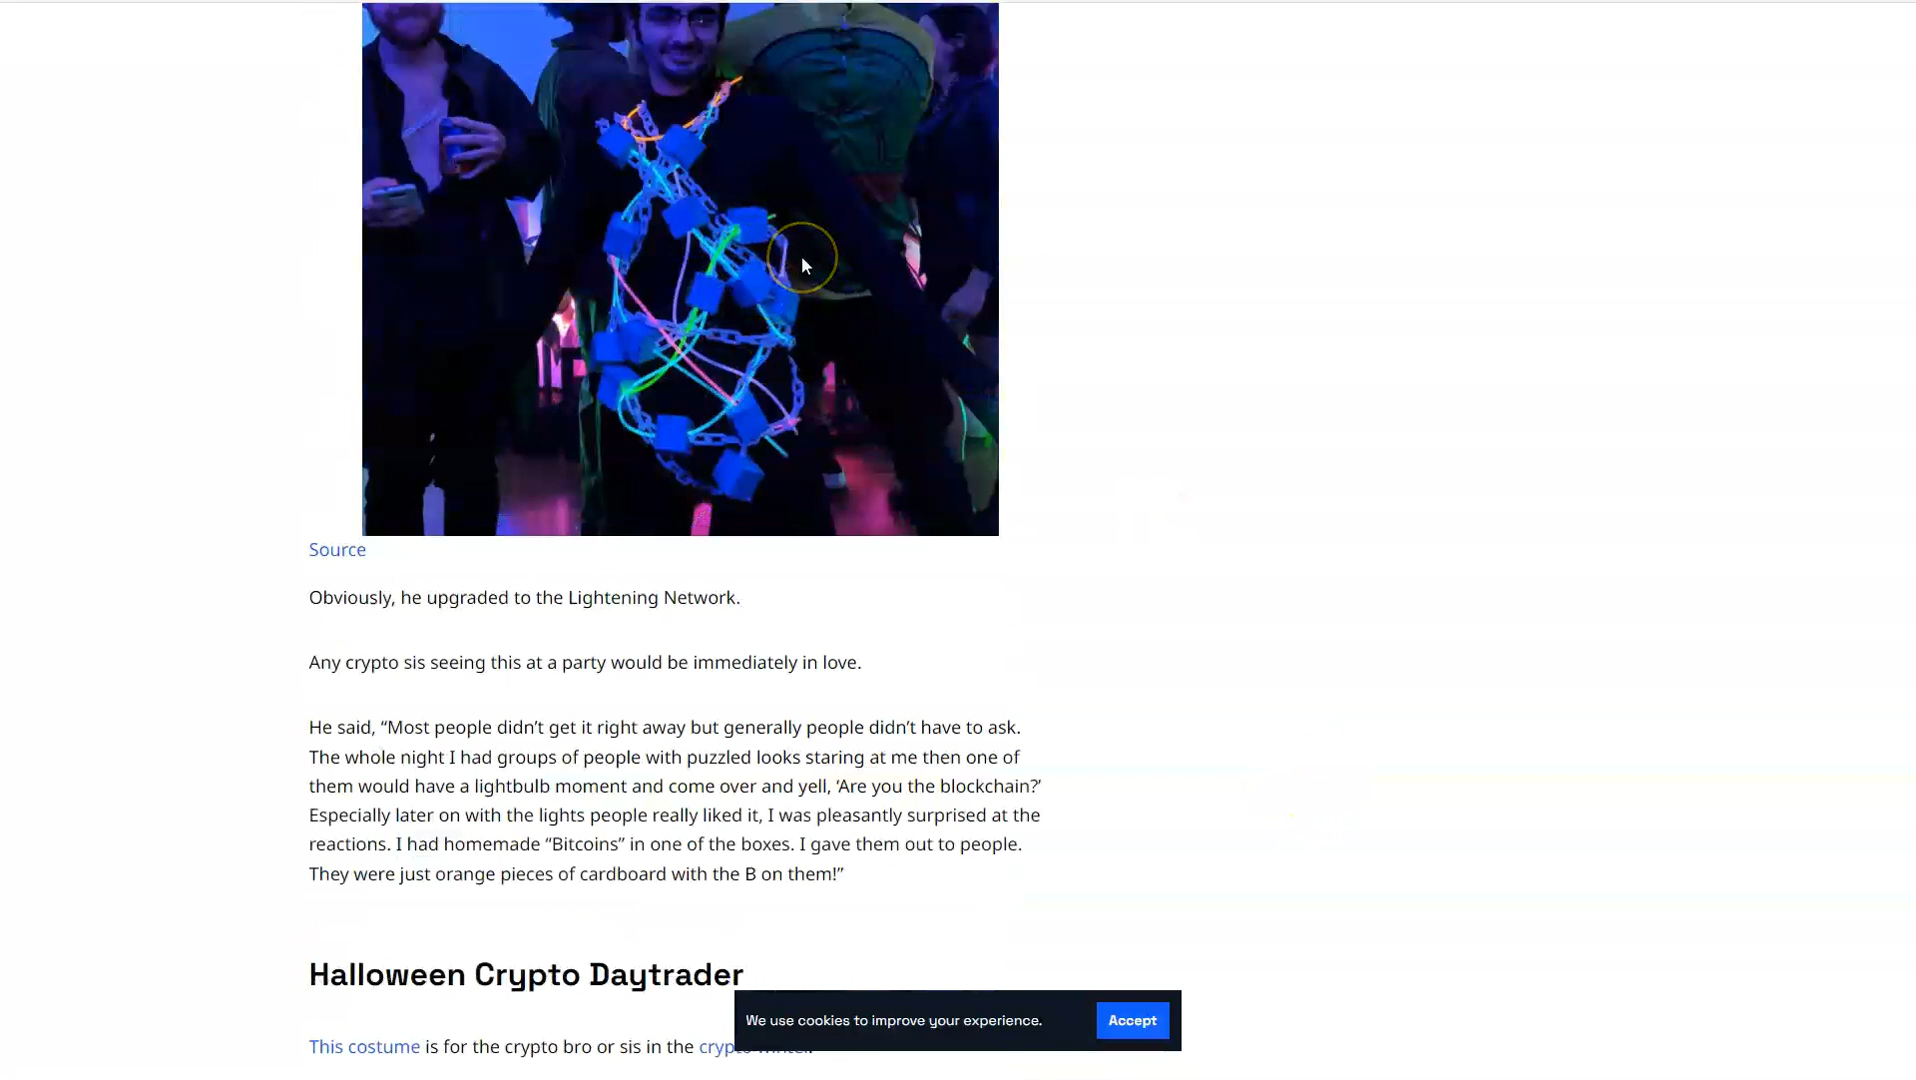 Source
Obviously, he upgraded to the Lightening Network.
Any crypto sis seeing this at a party would be immediately in love.
He said, “Most people didn’t get it right away but generally people didn’t have to ask.
The whole night I had groups of people with puzzled looks staring at me then one of
them would have a lightbulb moment and come over and yell, ‘Are you the blockchain?’
Especially later on with the lights people really liked it, I was pleasantly surprised at the
reactions. I had homemade “Bitcoins” in one of the boxes. I gave them out to people.
They were just orange pieces of cardboard with the B on them!”
Halloween Crypto Daytrader
We use cookies to improve your experience.
Accept
This costume is for the crypto bro or sis in the